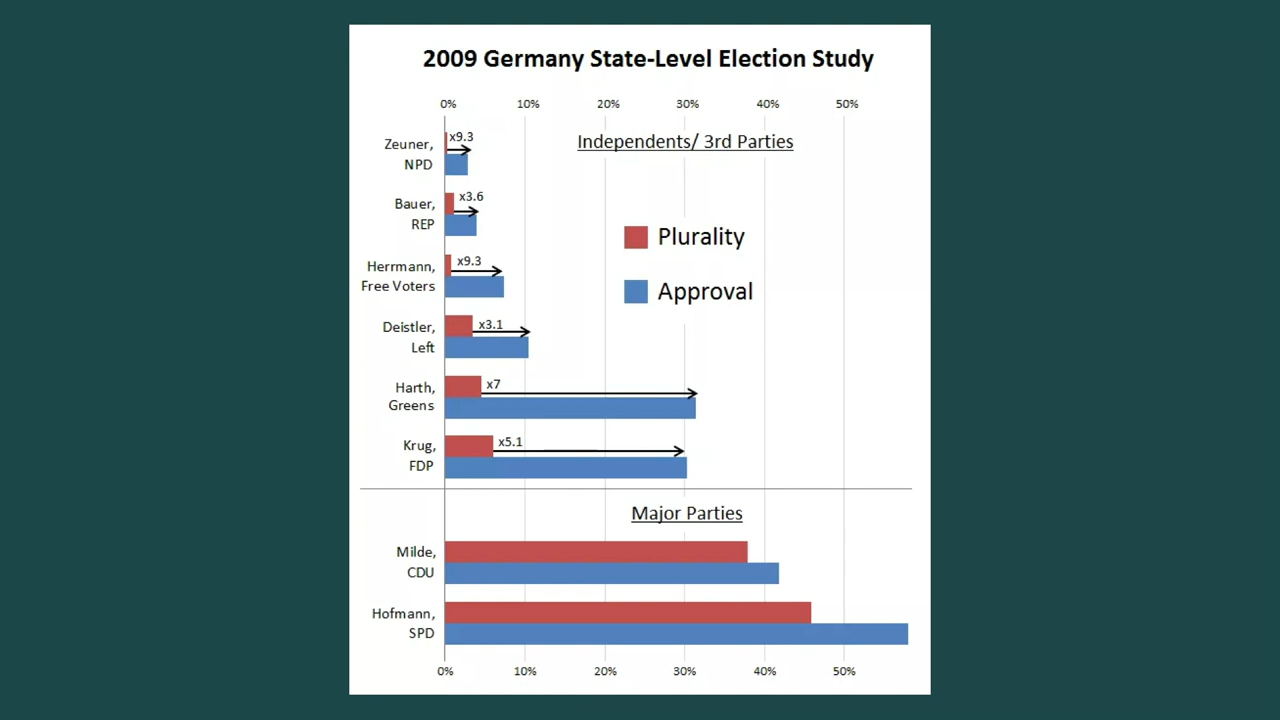 2009 Germany State-Level Election Study
0% 10% 20% 30% 40% 50%
Independents/ 3rd Parties
Zeuner,
NPD
x9.3
Bauer,
REP
x3.6
Plurality
Approval
Herrmann,
Free Voters
x9.3
Deistler,
Left
x3.1
Harth,
Greens
x7
Krug,
FDP
x5.1
Major Parties
Milde,
CDU
Hofmann,
SPD
0% 10% 20% 30% 40% 50%